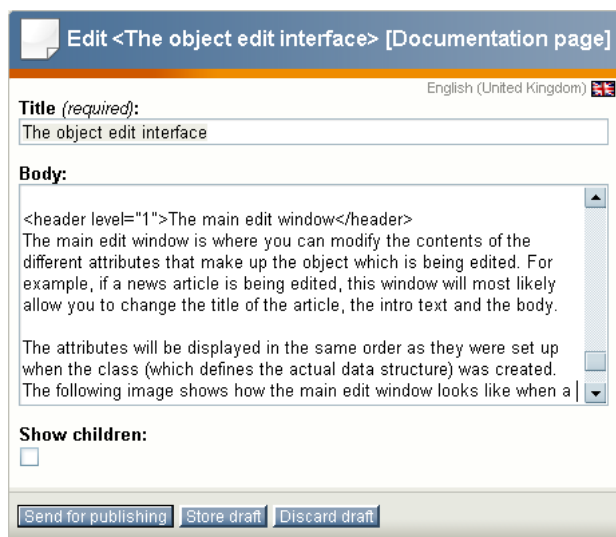 Edit <The object edit interface> [Documentation page]
English (United Kingdom)
Title (required):
The object edit interface
Body:
<header level="1">The main edit window</header>
The main edit window is where you can modify the contents of the
different attributes that make up the object which is being edited. For
example, if a news article is being edited, this window will most likely
allow you to change the title of the article, the intro text and the body.
The attributes will be displayed in the same order as they were set up
when the class (which defines the actual data structure) was created.
The following image shows how the main edit window looks like when a
Show children:
Send for publishing Store draft Discard draft